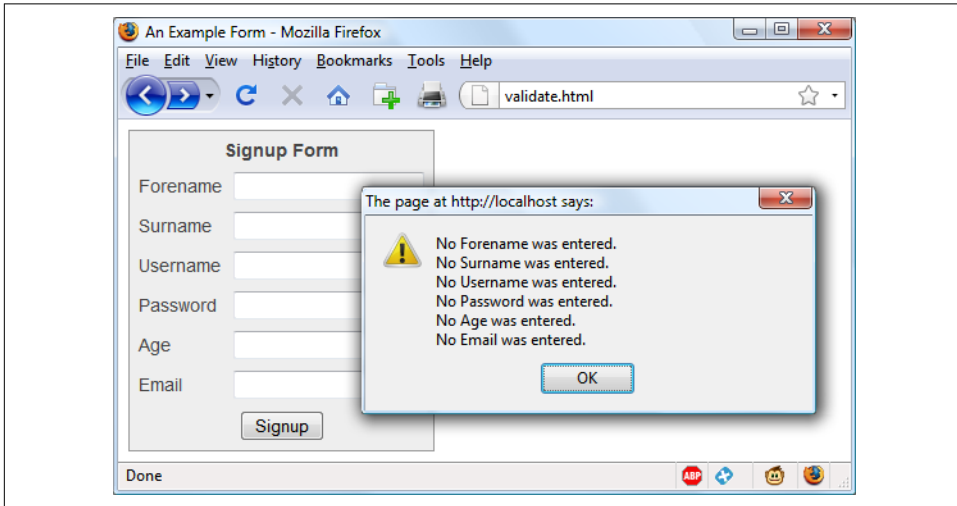 An Example Form - Mozilla Firefox
File Edit View History Bookmarks Tools Help
validate.html
Signup Form
Forename
Surname
Username
Password
Age
Email
Signup
The page at http://localhost says:
No Forename was entered.
No Surname was entered.
No Username was entered.
No Password was entered.
No Age was entered.
No Email was entered.
OK
Done
ABP